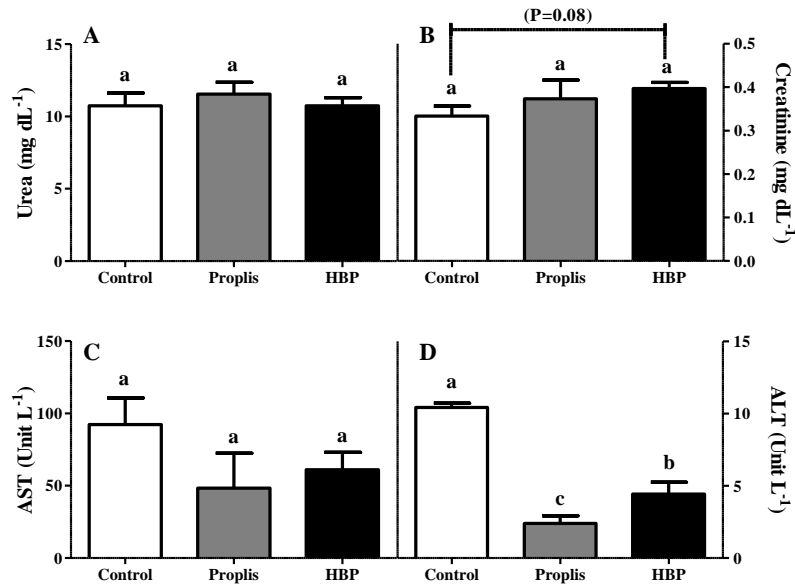 (P=0.08)
A
B
a a a
a a a
Urea (mg dL-1)
15
10
5
0
Control Proplis HBP
Control Proplis HBP
0.5
0.4
0.3
0.2
0.1
0.0
Creatinine (mg dL-1)
C
D
a a a
a c b
AST (Unit L-1)
150
100
50
0
Control Proplis HBP
Control Proplis HBP
15
10
5
0
ALT (Unit L-1)